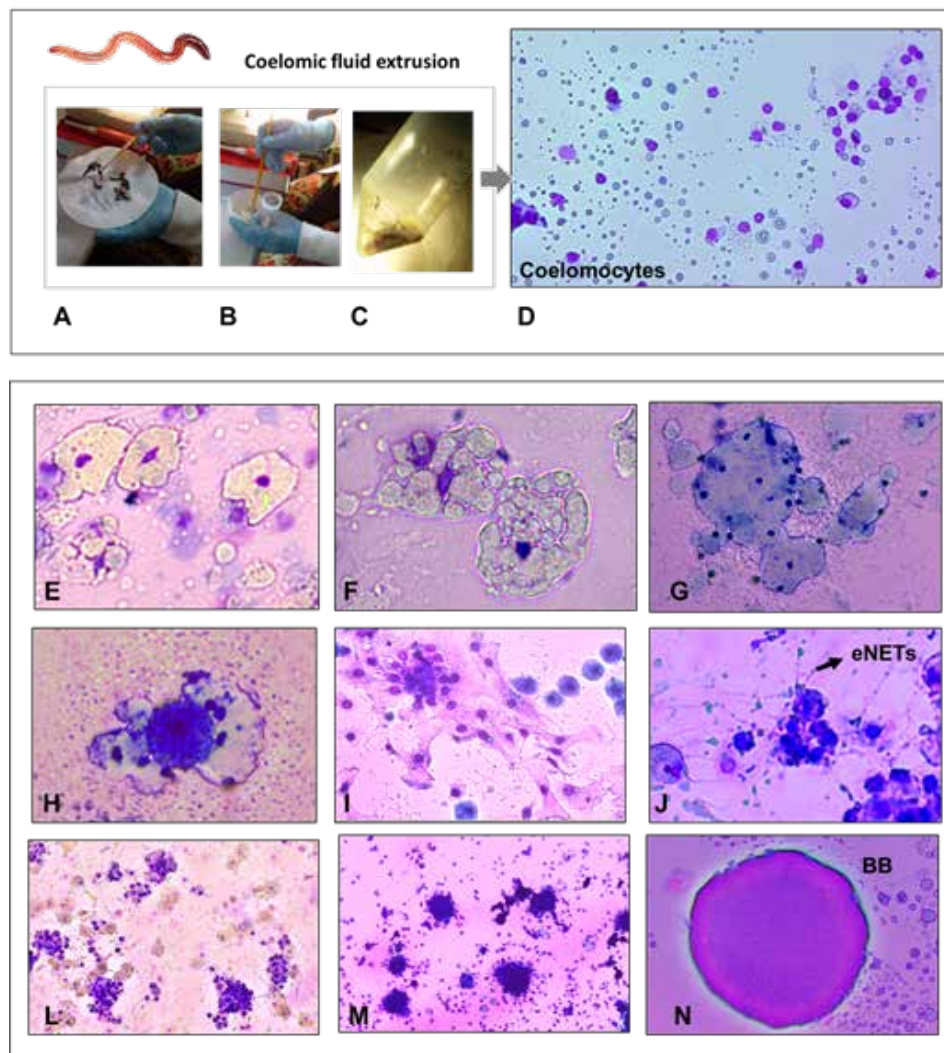 Coelomic fluid extrusion
Coelomocytes
A B C D
E F G
eNETs
H I J
BB
L M N